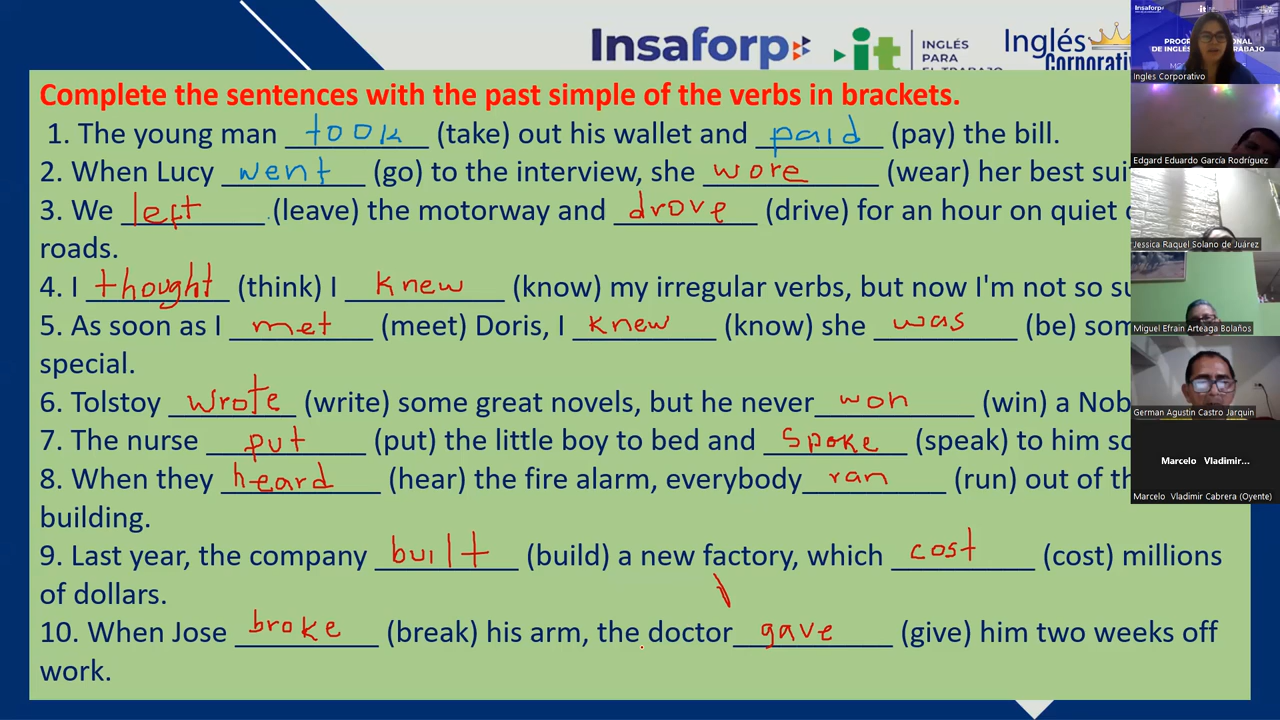 Insaforp it INGLÉS Inglés
PARA Corporativo
EL TRABAJO
Complete the sentences with the past simple of the verbs in brackets.
1. The young man took (take) out his wallet and paid (pay) the bill.
2. When Lucy went (go) to the interview, she wore (wear) her best sui
3. We left (leave) the motorway and drove (drive) for an hour on quiet
roads.
4. I thought (think) I knew (know) my irregular verbs, but now I'm not so su
5. As soon as I met (meet) Doris, I knew (know) she was (be) som
special.
6. Tolstoy wrote (write) some great novels, but he never won (win) a Nob
7. The nurse put (put) the little boy to bed and spoke (speak) to him so
8. When they heard (hear) the fire alarm, everybody ran (run) out of th
building.
9. Last year, the company built (build) a new factory, which cost (cost) millions
of dollars.
10. When Jose broke (break) his arm, the doctor gave (give) him two weeks off
work.
Insaforp it
Ingles Corporativo
Edgard Eduardo García Rodríguez
Jessica Raquel Solano de Juárez
Miguel Efrain Arteaga Bolaños
German Agustin Castro Jarquin
Marcelo Vladimir...
Marcelo Vladimir Cabrera (Oyente)